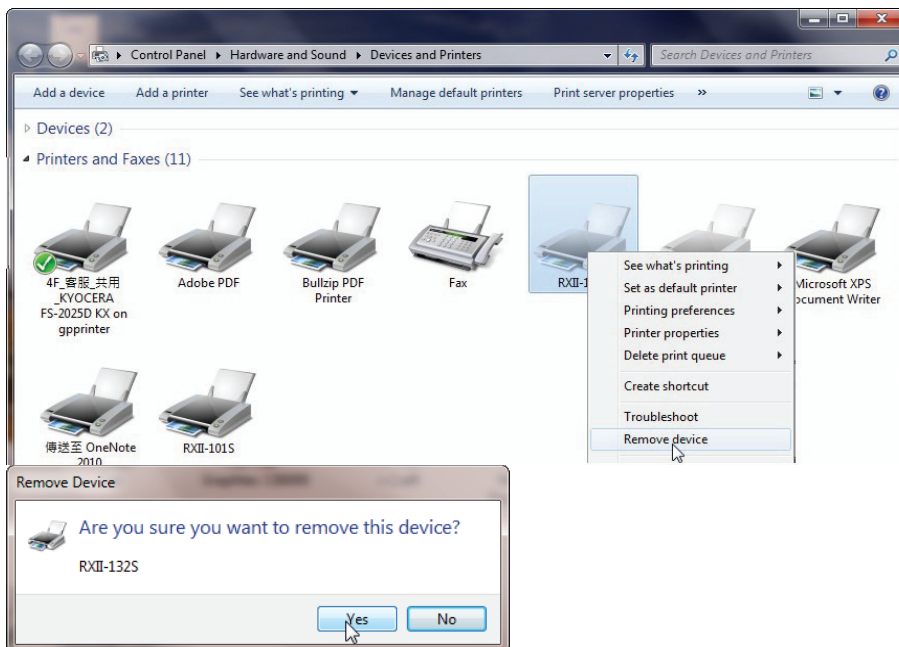 Control Panel Hardware and Sound Devices and Printers Search Devices and Printers
Add a device Add a printer See what's printing Manage default printers Print server properties »
Devices (2)
Printers and Faxes (11)
4F_客服_共用
_KYOCERA
FS-2025D KX on
gpprinter
Adobe PDF
Bullzip PDF
Printer
Fax
RXII-1
Microsoft XPS
ocument Writer
See what's printing
Set as default printer
Printing preferences
Printer properties
Delete print queue
Create shortcut
Troubleshoot
Remove device
傳送至 OneNote
2010
RXII-101S
Remove Device
Are you sure you want to remove this device?
RXII-132S
Yes No